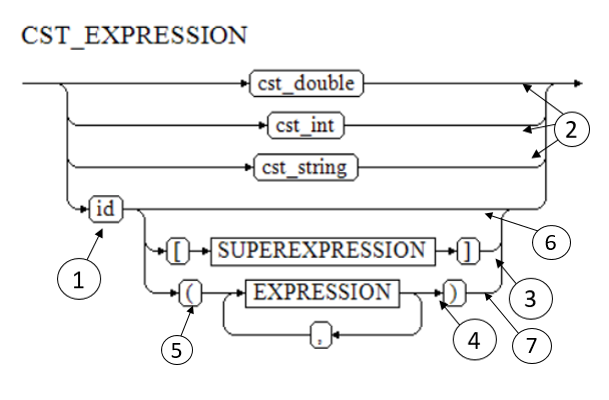 CST_EXPRESSION
cst_double
cst_int
2
cst_string
id
6
[ SUPEREXPRESSION ]
1
3
( EXPRESSION )
,
4
7
5